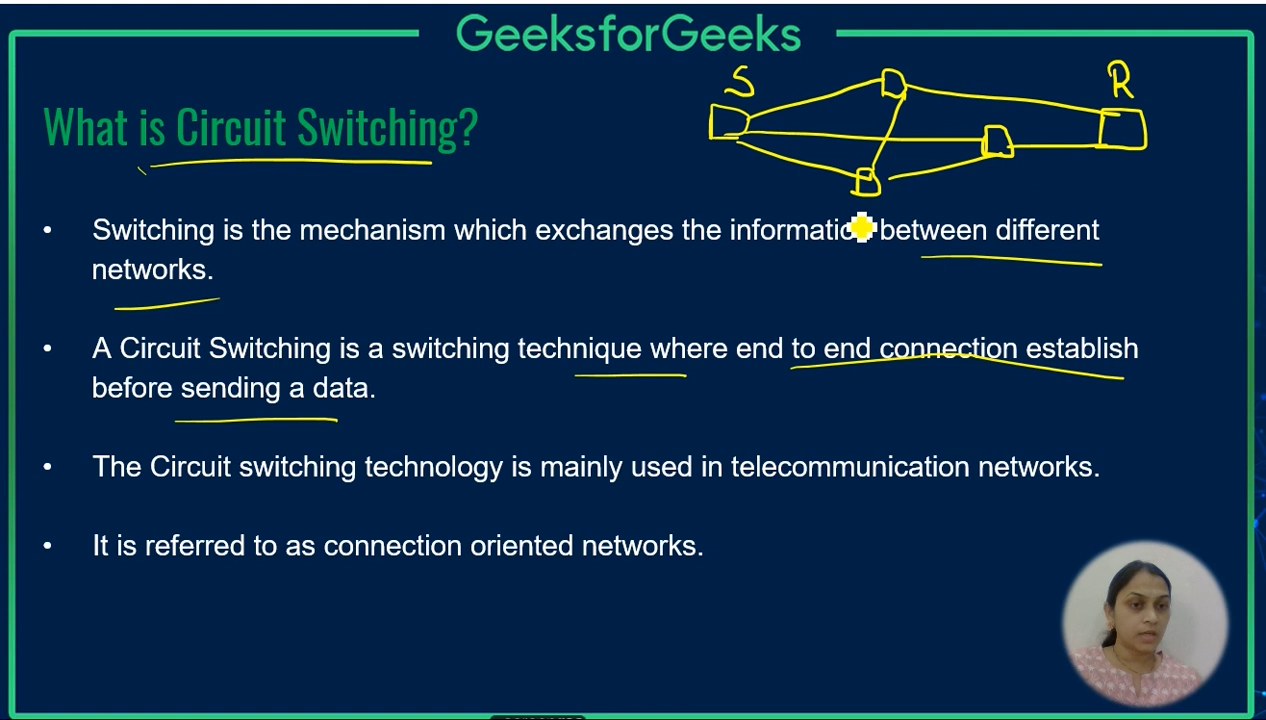 GeeksforGeeks
S
R
What is Circuit Switching?
• Switching is the mechanism which exchanges the information between different
networks.
• A Circuit Switching is a switching technique where end to end connection establish
before sending a data.
• The Circuit switching technology is mainly used in telecommunication networks.
• It is referred to as connection oriented networks.